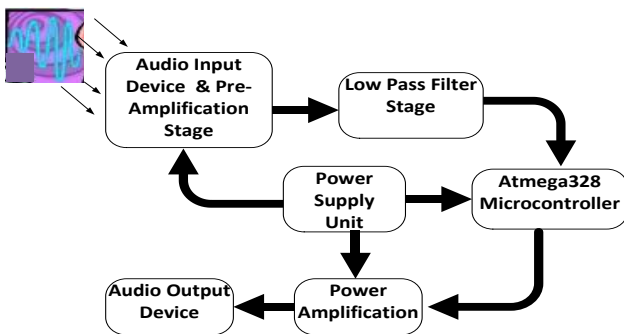 Audio Input
Device & Pre-
Amplification
Stage
Low Pass Filter
Stage
Power
Supply
Unit
Atmega328
Microcontroller
Audio Output
Device
Power
Amplification